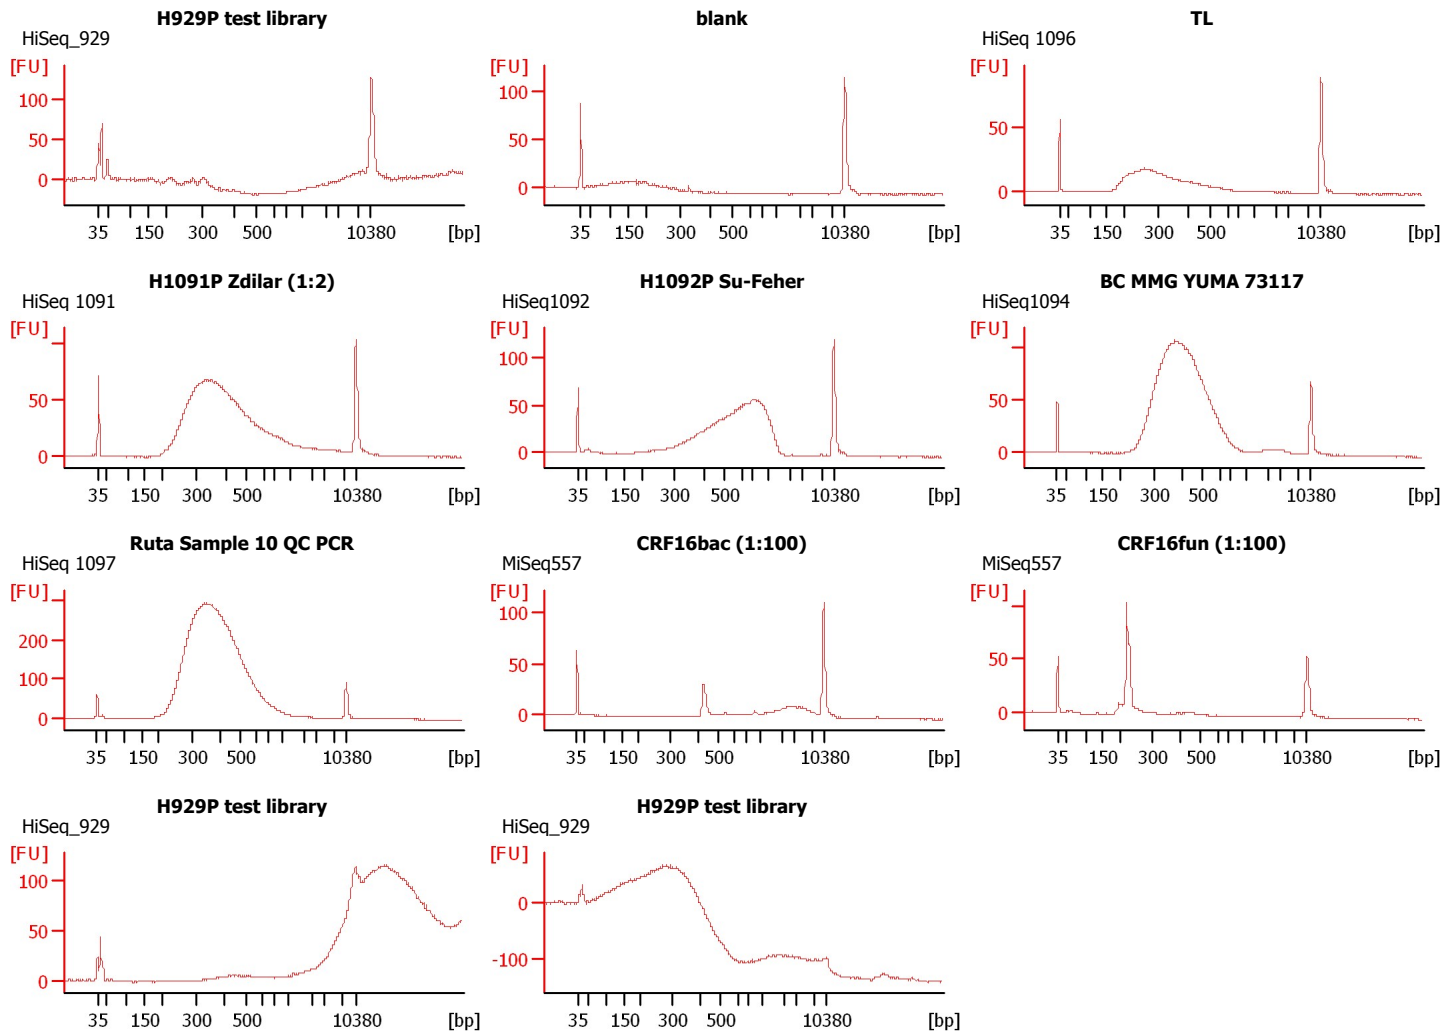 H929P test library
HiSeq_929
[FU]
100
50
0
35 150 300 500 10380 [bp]
blank
[FU]
100
50
0
35 150 300 500 10380 [bp]
TL
HiSeq 1096
[FU]
50
0
35 150 300 500 10380 [bp]
H1091P Zdilar (1:2)
HiSeq 1091
[FU]
50
0
35 150 300 500 10380 [bp]
H1092P Su-Feher
HiSeq1092
[FU]
100
50
0
35 150 300 500 10380 [bp]
BC MMG YUMA 73117
HiSeq1094
[FU]
50
0
35 150 300 500 10380 [bp]
Ruta Sample 10 QC PCR
HiSeq 1097
[FU]
200
100
0
35 150 300 500 10380 [bp]
CRF16bac (1:100)
MiSeq557
[FU]
100
50
0
35 150 300 500 10380 [bp]
CRF16fun (1:100)
MiSeq557
[FU]
50
0
35 150 300 500 10380 [bp]
H929P test library
HiSeq_929
[FU]
100
50
0
35 150 300 500 10380 [bp]
H929P test library
HiSeq_929
[FU]
0
-100
35 150 300 500 10380 [bp]